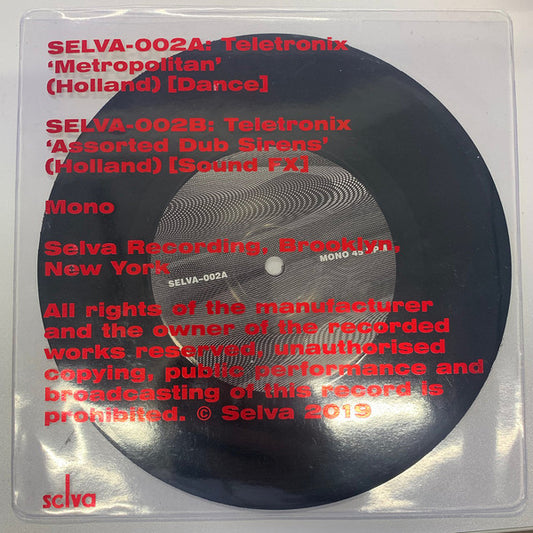 SELVA-002A: Teletronix
‘Metropolitan’
(Holland) [Dance]
SELVA-002B: Teletronix
‘Assorted Dub Sirens’
(Holland) [Sound FX]
Mono
Selva Recording, Brooklyn,
New York
SELVA-002A
MONO 45
All rights of the manufacturer
and the owner of the recorded
works reserved, unauthorised
copying, public performance and
broadcasting of this record is
prohibited. © Selva 2019
selva